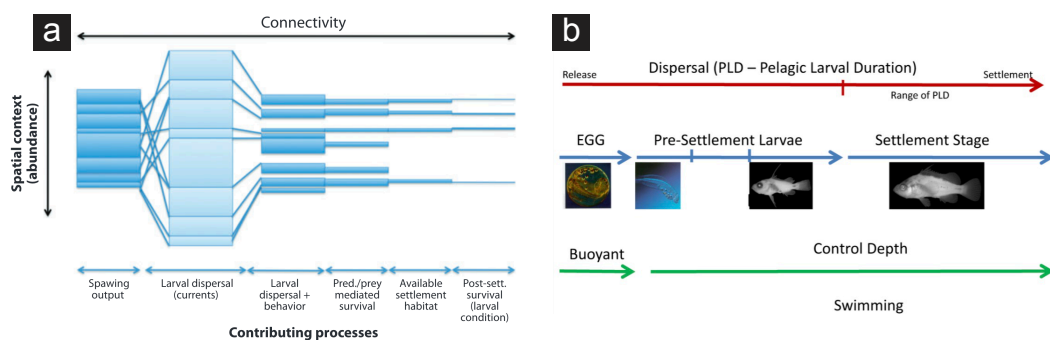 a
Connectivity
Spatial context
(abundance)
Spawing
output
Larval dispersal
(currents)
Larval
dispersal +
behavior
Pred./prey
mediated
survival
Available
settlement
habitat
Post-sett.
survival
(larval
condition)
Contributing processes
b
Dispersal (PLD – Pelagic Larval Duration)
Release
Settlement
Range of PLD
EGG
Pre-Settlement Larvae
Settlement Stage
Buoyant
Control Depth
Swimming